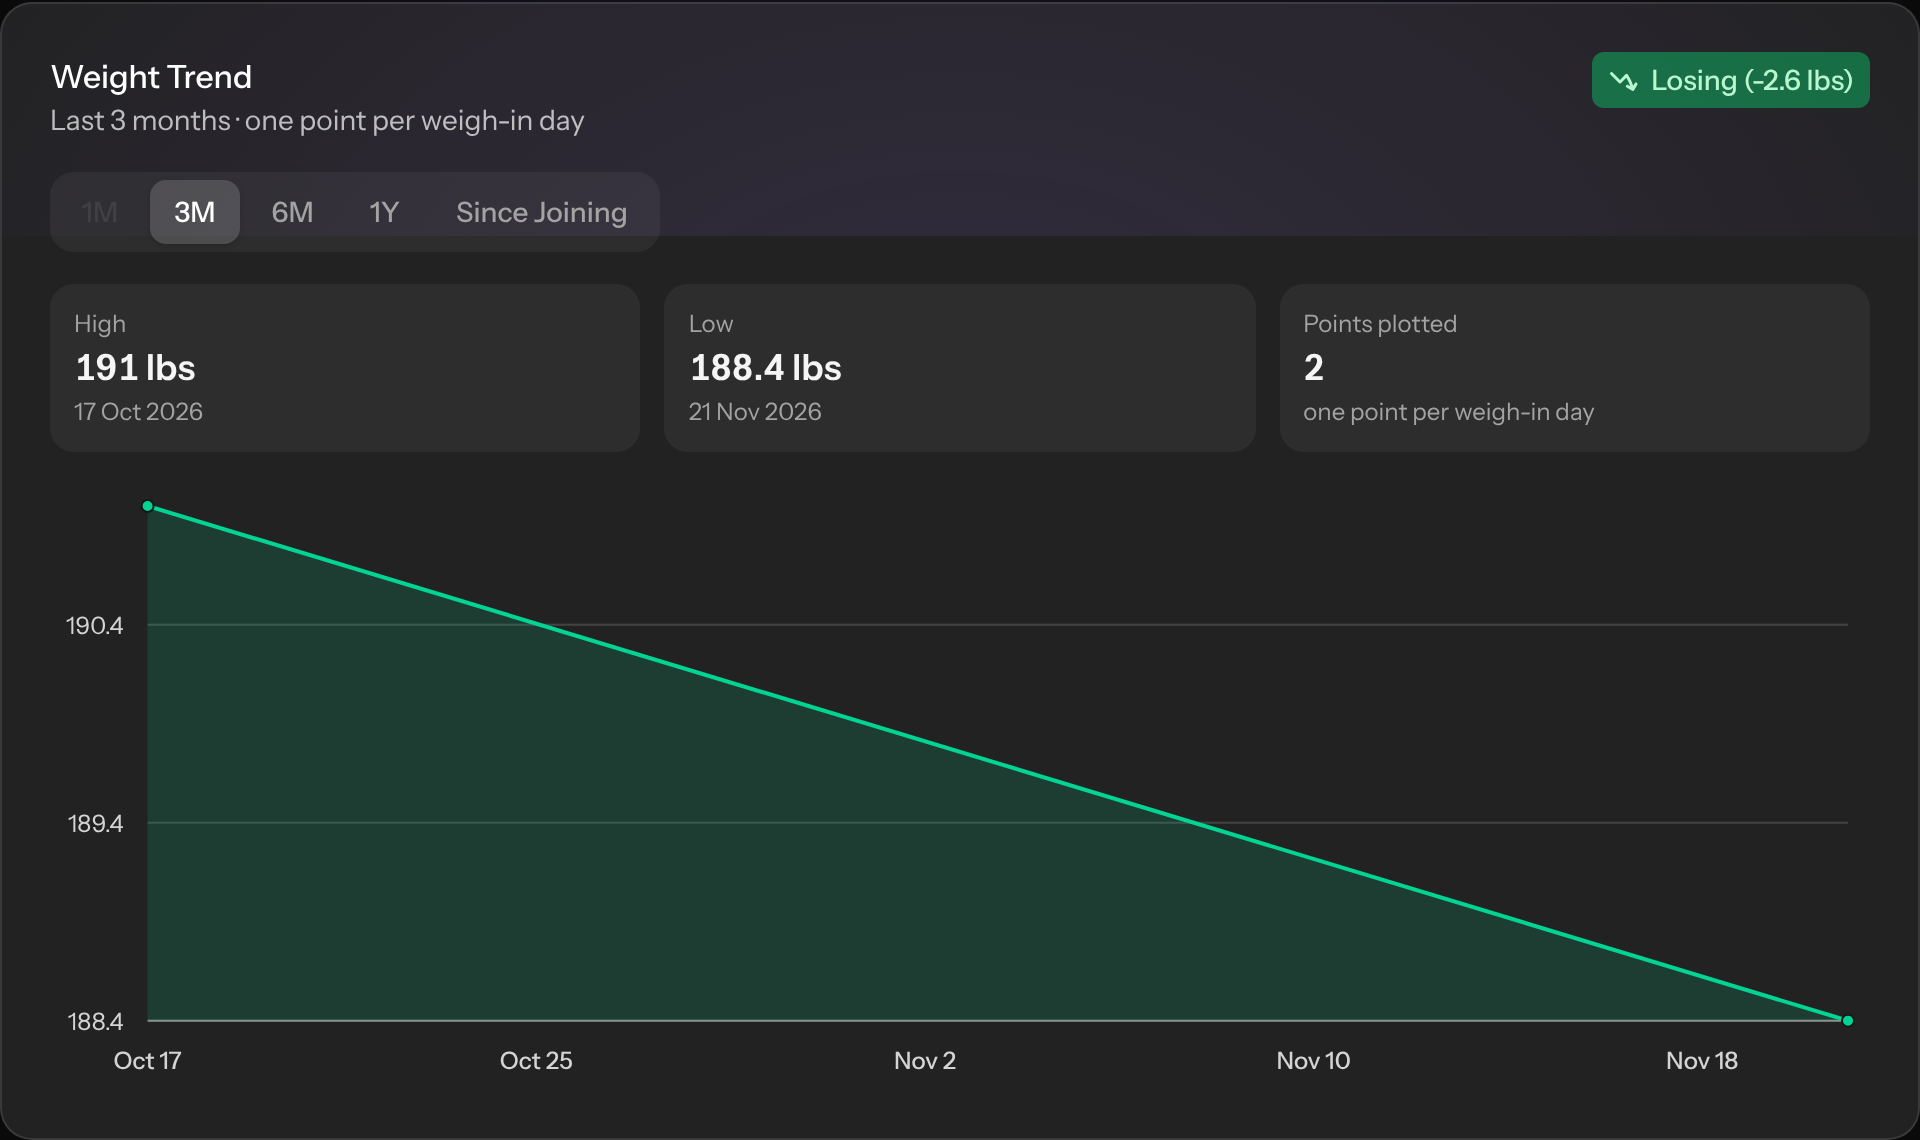 Weight Trend
Losing (-2.6 lbs)
Last 3 months · one point per weigh-in day
1M 3M 6M 1Y Since Joining
High
191 lbs
17 Oct 2026
Low
188.4 lbs
21 Nov 2026
Points plotted
2
one point per weigh-in day
190.4
189.4
188.4
Oct 17 Oct 25 Nov 2 Nov 10 Nov 18